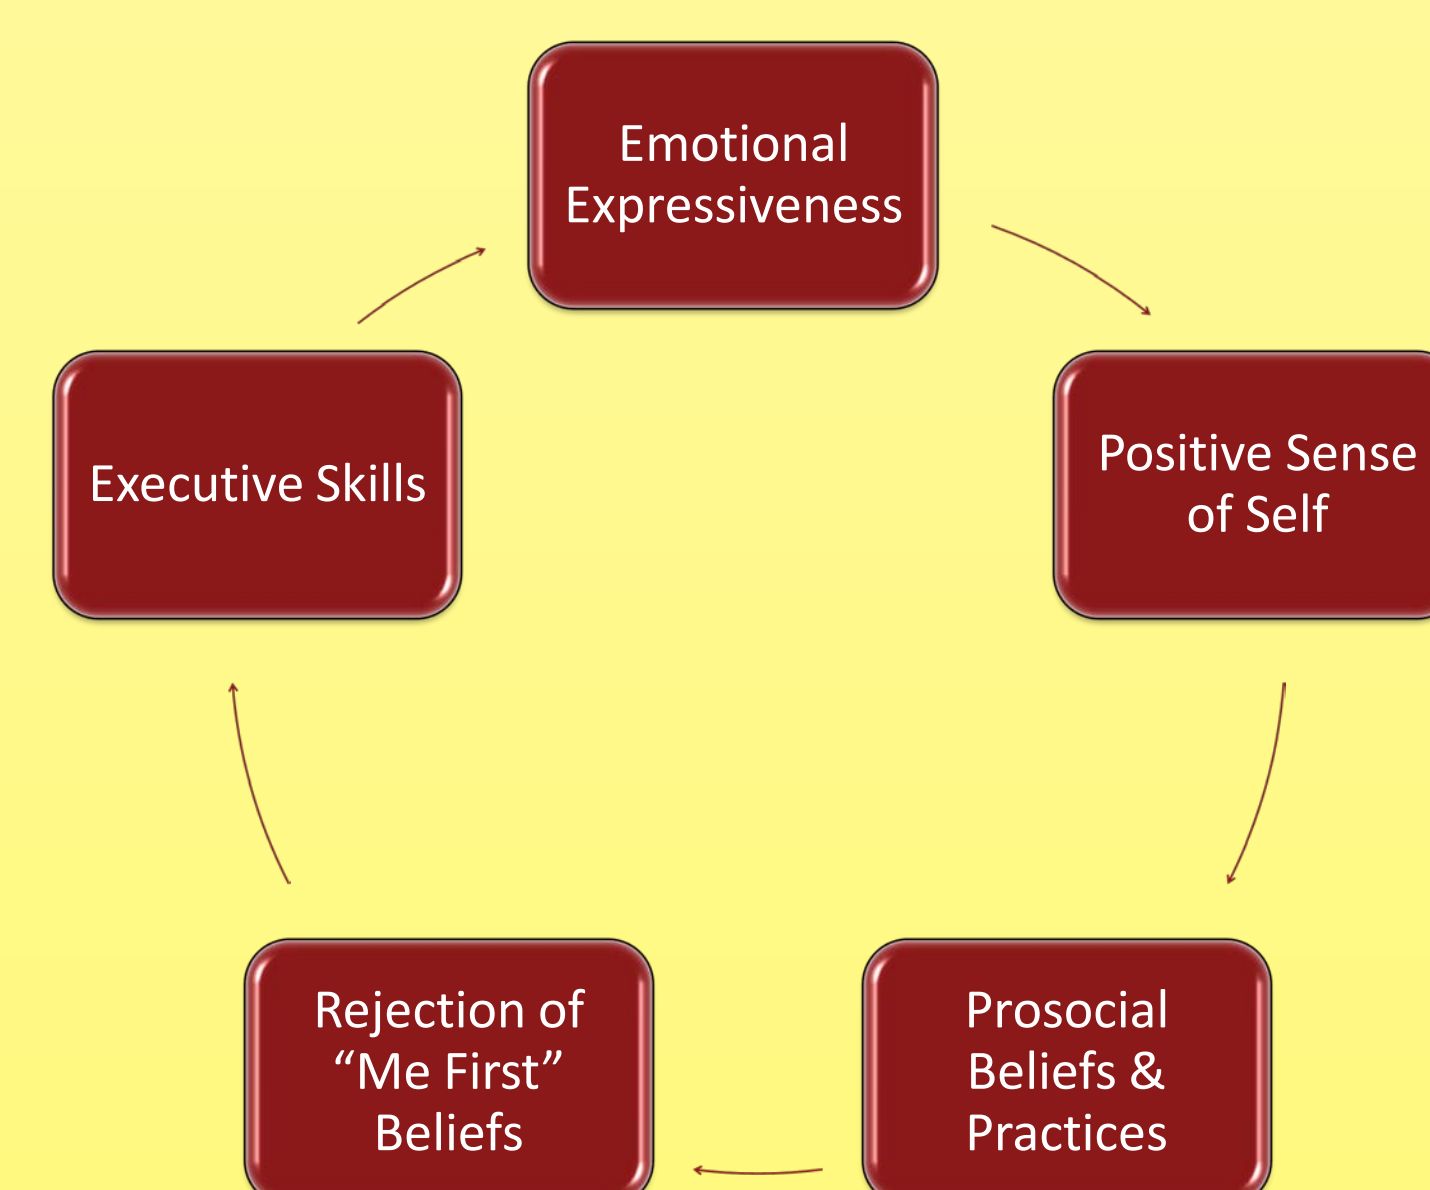 Emotional
Expressiveness
Positive Sense
of Self
Prosocial
Beliefs &
Practices
Rejection of
“Me First”
Beliefs
Executive Skills